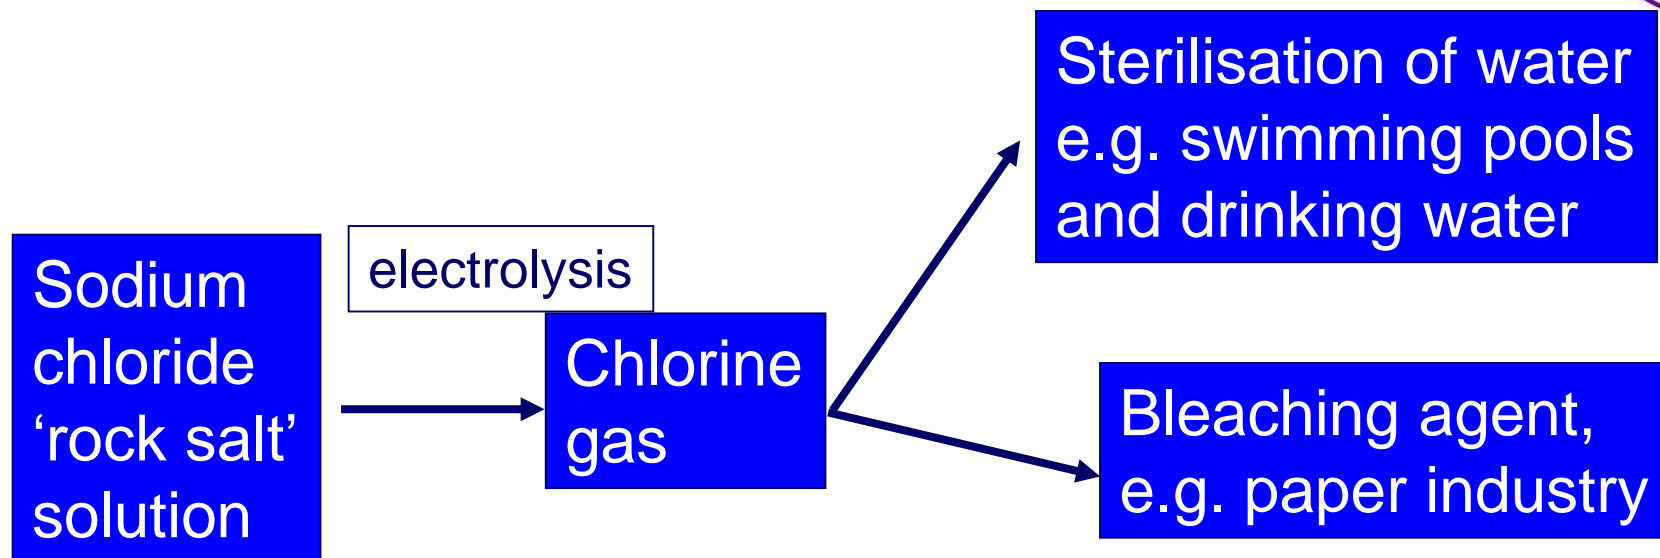 Sodium
chloride
‘rock salt’
solution
electrolysis
Chlorine
gas
Sterilisation of water
e.g. swimming pools
and drinking water
Bleaching agent,
e.g. paper industry